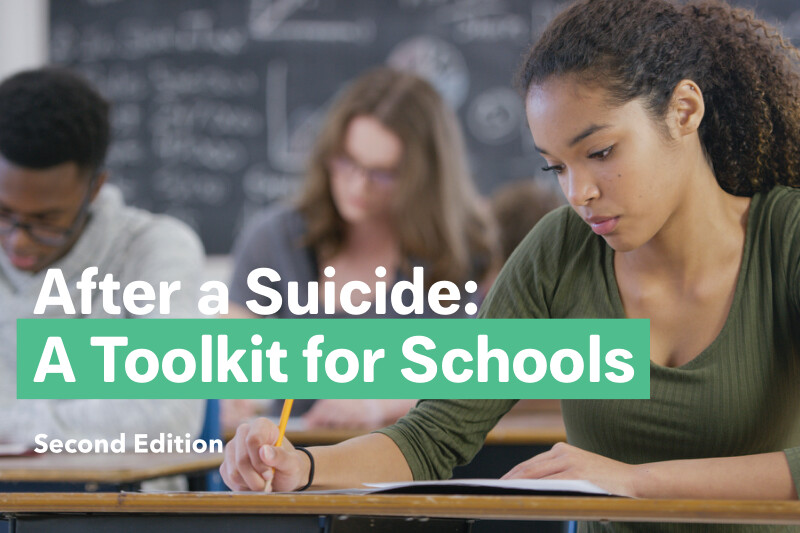 After a Suicide:
A Toolkit for Schools
Second Edition